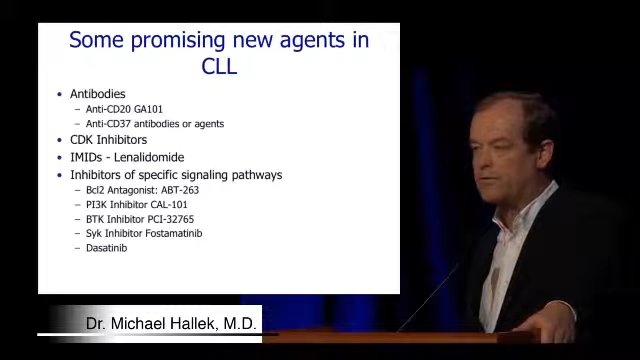 Some promising new agents in
CLL
• Antibodies
– Anti-CD20 GA101
– Anti-CD37 antibodies or agents
• CDK Inhibitors
• IMIDs - Lenalidomide
• Inhibitors of specific signaling pathways
– Bcl2 Antagonist: ABT-263
– PI3K Inhibitor CAL-101
– BTK Inhibitor PCI-32765
– Syk Inhibitor Fostamatinib
– Dasatinib
Dr. Michael Hallek, M.D.